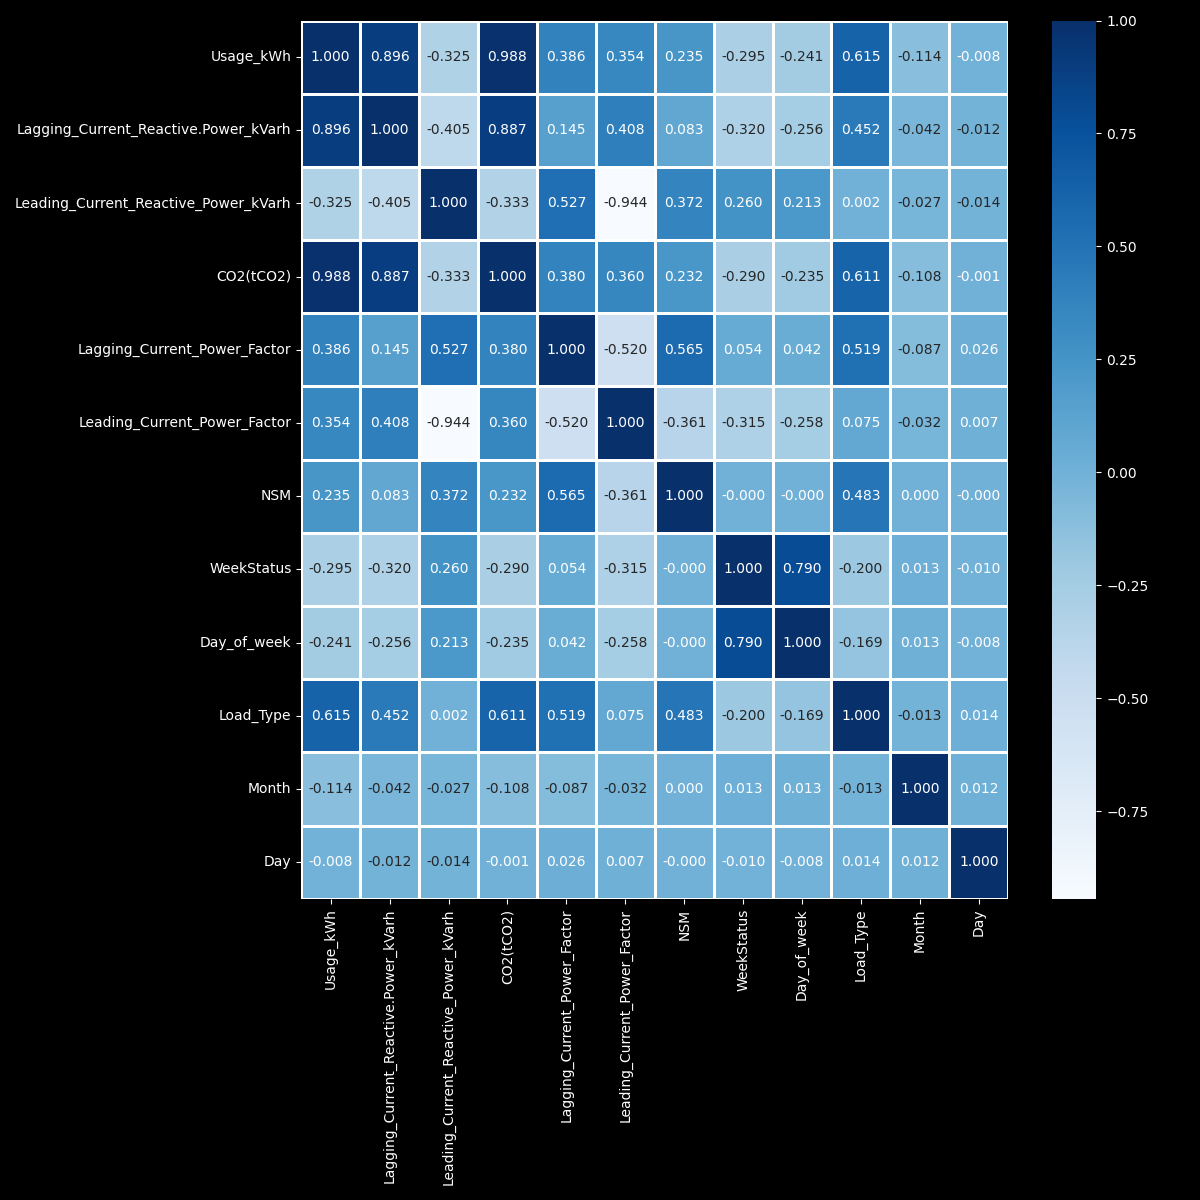 Usage_kWh 1.000 0.896 -0.325 0.988 0.386 0.354 0.235 -0.295 -0.241 0.615 -0.114 -0.008
Lagging_Current_Reactive.Power_kVarh 0.896 1.000 -0.405 0.887 0.145 0.408 0.083 -0.320 -0.256 0.452 -0.042 -0.012
Leading_Current_Reactive_Power_kVarh -0.325 -0.405 1.000 -0.333 0.527 -0.944 0.372 0.260 0.213 0.002 -0.027 -0.014
CO2(tCO2) 0.988 0.887 -0.333 1.000 0.380 0.360 0.232 -0.290 -0.235 0.611 -0.108 -0.001
Lagging_Current_Power_Factor 0.386 0.145 0.527 0.380 1.000 -0.520 0.565 0.054 0.042 0.519 -0.087 0.026
Leading_Current_Power_Factor 0.354 0.408 -0.944 0.360 -0.520 1.000 -0.361 -0.315 -0.258 0.075 -0.032 0.007
NSM 0.235 0.083 0.372 0.232 0.565 -0.361 1.000 -0.000 -0.000 0.483 0.000 -0.000
WeekStatus -0.295 -0.320 0.260 -0.290 0.054 -0.315 -0.000 1.000 0.790 -0.200 0.013 -0.010
Day_of_week -0.241 -0.256 0.213 -0.235 0.042 -0.258 -0.000 0.790 1.000 -0.169 0.013 -0.008
Load_Type 0.615 0.452 0.002 0.611 0.519 0.075 0.483 -0.200 -0.169 1.000 -0.013 0.014
Month -0.114 -0.042 -0.027 -0.108 -0.087 -0.032 0.000 0.013 0.013 -0.013 1.000 0.012
Day -0.008 -0.012 -0.014 -0.001 0.026 0.007 -0.000 -0.010 -0.008 0.014 0.012 1.000
Usage_kWh
Lagging_Current_Reactive.Power_kVarh
Leading_Current_Reactive_Power_kVarh
CO2(tCO2)
Lagging_Current_Power_Factor
Leading_Current_Power_Factor
NSM
WeekStatus
Day_of_week
Load_Type
Month
Day
1.00
0.75
0.50
0.25
0.00
−0.25
−0.50
−0.75